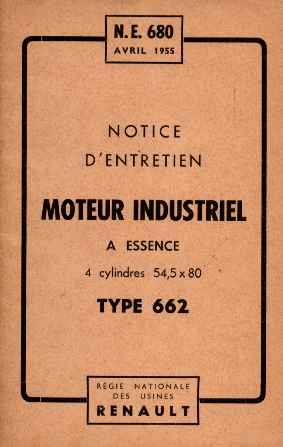 N.E. 680
AVRIL 1955
NOTICE
D'ENTRETIEN
MOTEUR INDUSTRIEL
A ESSENCE
4 cylindres 54,5 x 80
TYPE 662
RÉGIE NATIONALE
DES USINES
RENAULT